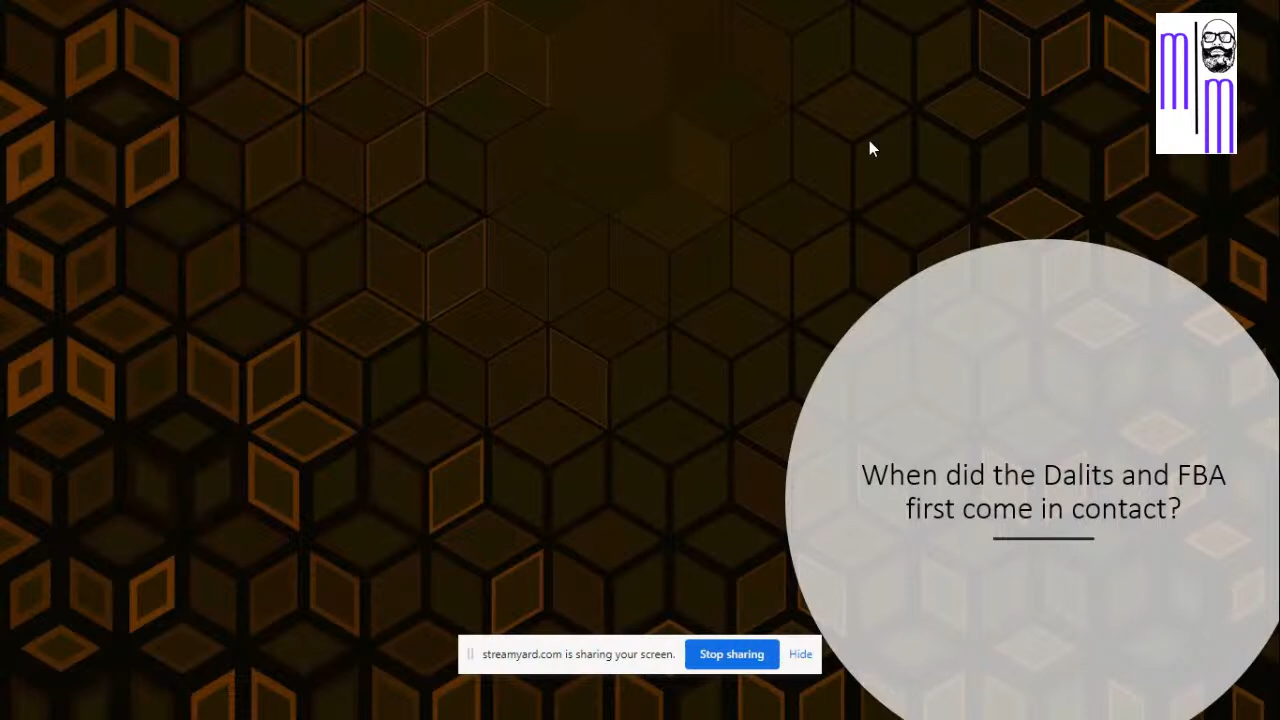 m
m
When did the Dalits and FBA
first come in contact?
streamyard.com is sharing your screen. Stop sharing Hide